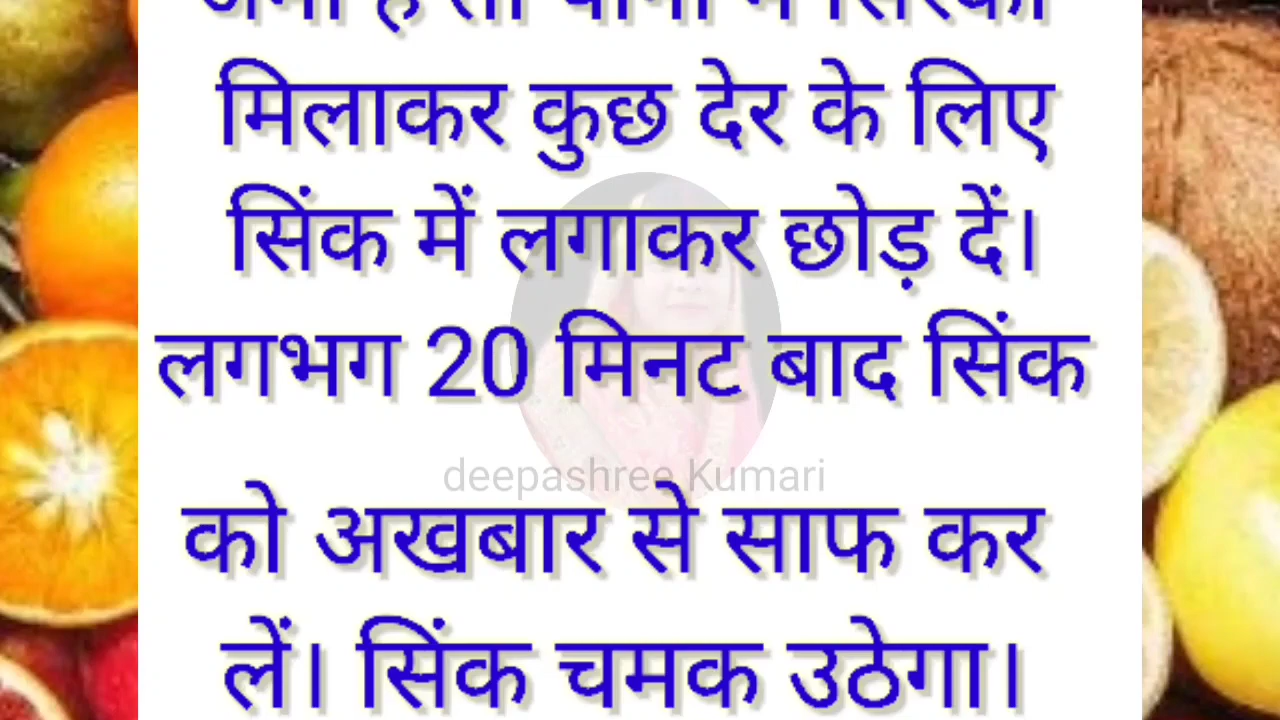 मिलाकर कुछ देर के लिए
सिंक में लगाकर छोड़ दें।
लगभग 20 मिनट बाद सिंक
deepashree Kumari
को अखबार से साफ कर
लें। सिंक चमक उठेगा।